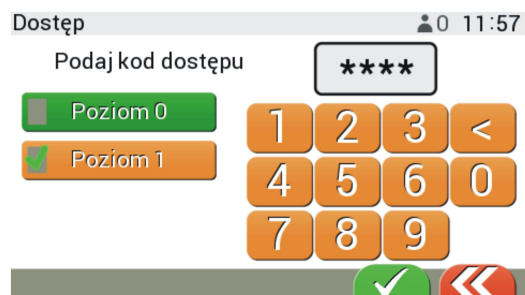 Dostęp 0 11:57
Podaj kod dostępu ****
Poziom 0
Poziom 1
1 2 3 <
4 5 6 0
7 8 9